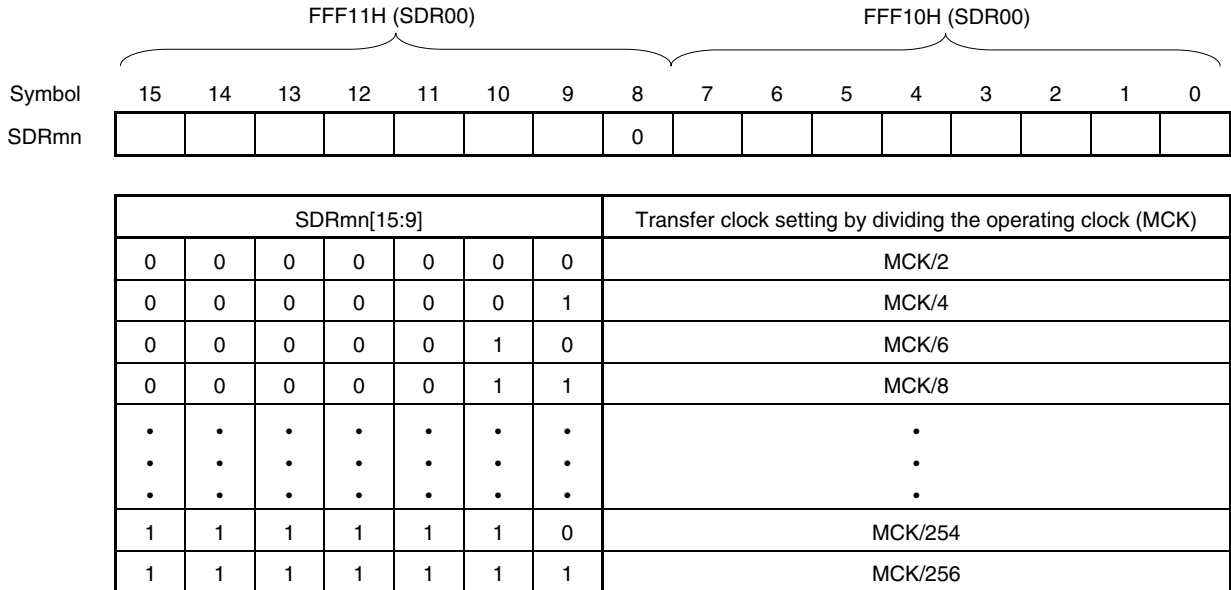 FFF11H (SDR00) FFF10H (SDR00)
Symbol 15 14 13 12 11 10 9 8 7 6 5 4 3 2 1 0
SDRmn 0
SDRmn[15:9] Transfer clock setting by dividing the operating clock (MCK)
0 0 0 0 0 0 0 MCK/2
0 0 0 0 0 0 1 MCK/4
0 0 0 0 0 1 0 MCK/6
0 0 0 0 0 1 1 MCK/8
• • • • • • • •
• • • • • • • •
• • • • • • • •
1 1 1 1 1 1 0 MCK/254
1 1 1 1 1 1 1 MCK/256